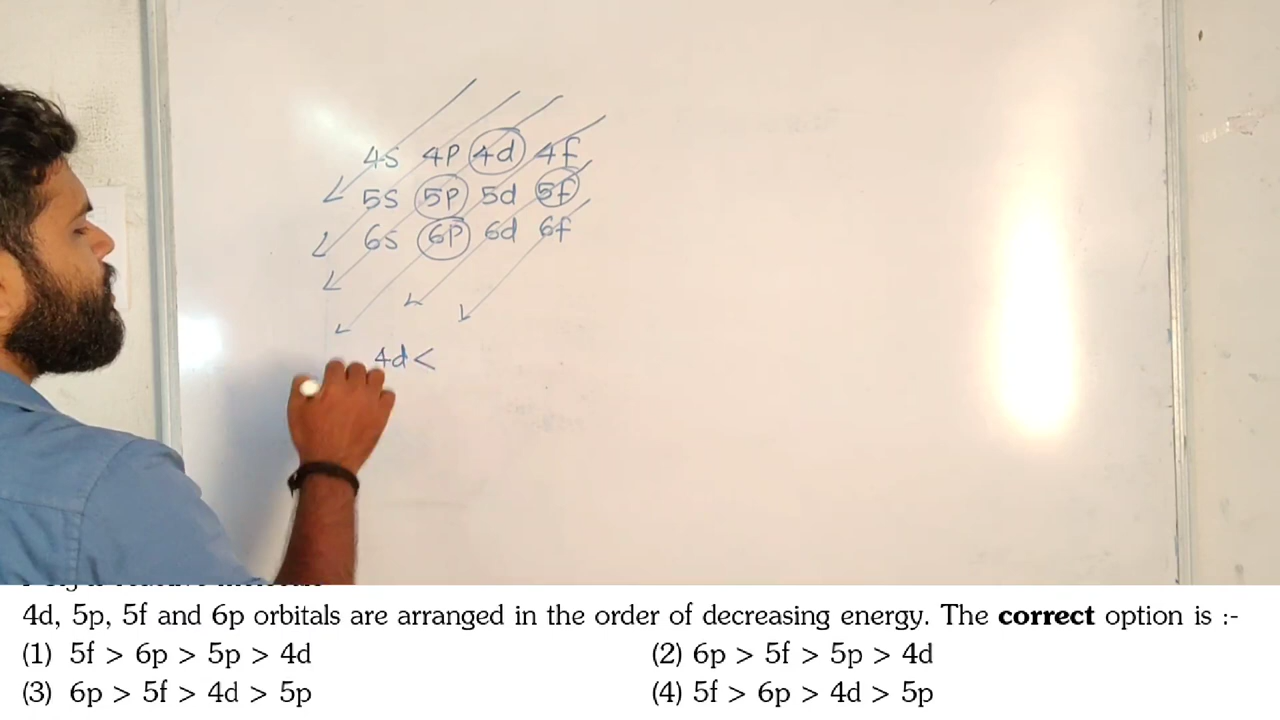 4s 4p 4d 4f
5s 5p 5d 5f
6s 6p 6d 6f
4d <
4d, 5p, 5f and 6p orbitals are arranged in the order of decreasing energy. The correct option is :-
(1) 5f > 6p > 5p > 4d
(2) 6p > 5f > 5p > 4d
(3) 6p > 5f > 4d > 5p
(4) 5f > 6p > 4d > 5p